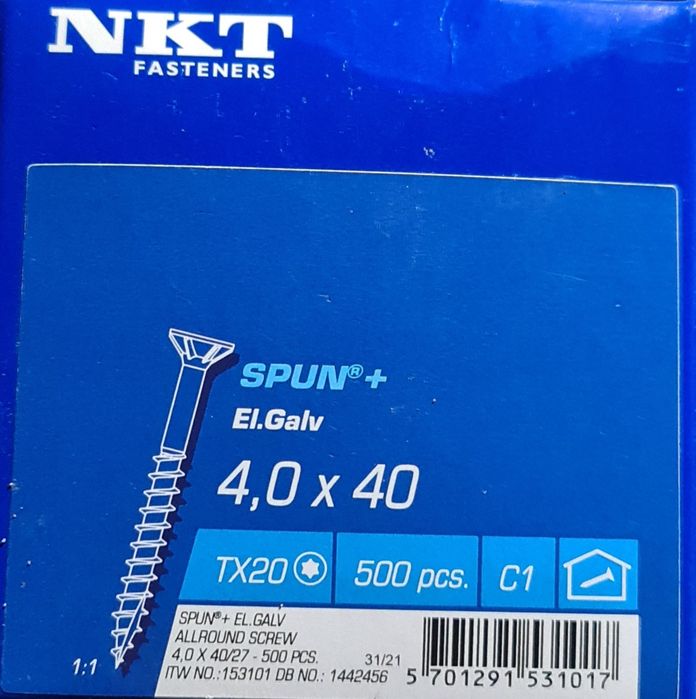 NKT
FASTENERS
SPUN®+
El.Galv
4,0 x 40
TX20 500 pcs. C1
SPUN®+ EL.GALV
ALLROUND SCREW
4,0 X 40/27 - 500 PCS. 31/21
ITW NO.:153101 DB NO.: 1442456
5 701291 531017
1:1